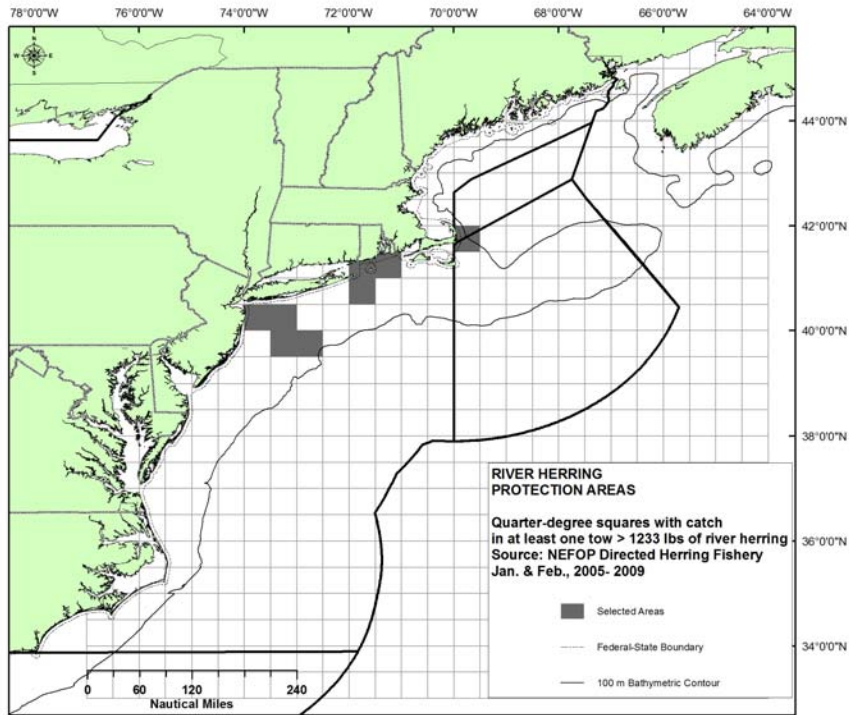 78°0'0"W 76°0'0"W 74°0'0"W 72°0'0"W 70°0'0"W 68°0'0"W 66°0'0"W 64°0'0"W
N
W E
S
44°0'0"N
42°0'0"N
40°0'0"N
38°0'0"N
36°0'0"N
34°0'0"N
RIVER HERRING
PROTECTION AREAS
Quarter-degree squares with catch
in at least one tow > 1233 lbs of river herring
Source: NEFOP Directed Herring Fishery
Jan. & Feb., 2005- 2009
Selected Areas
Federal-State Boundary
100 m Bathymetric Contour
0 60 120 240
Nautical Miles